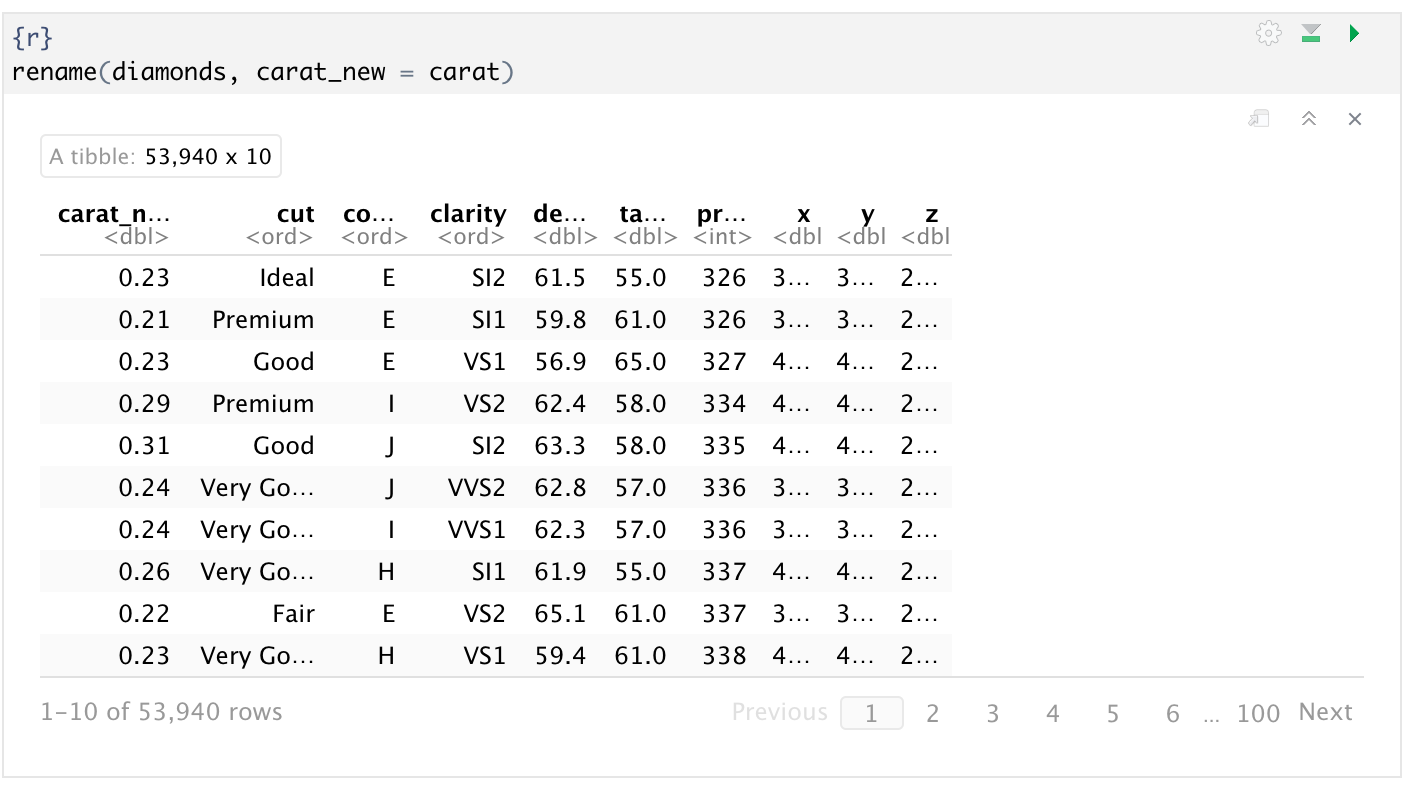 {r}
rename(diamonds, carat_new = carat)
A tibble: 53,940 x 10
carat_n… cut co… clarity de… ta… pr… x y z
<dbl> <ord> <ord> <ord> <dbl> <dbl> <int> <dbl <dbl <dbl
0.23 Ideal E SI2 61.5 55.0 326 3… 3… 2…
0.21 Premium E SI1 59.8 61.0 326 3… 3… 2…
0.23 Good E VS1 56.9 65.0 327 4… 4… 2…
0.29 Premium I VS2 62.4 58.0 334 4… 4… 2…
0.31 Good J SI2 63.3 58.0 335 4… 4… 2…
0.24 Very Go… J VVS2 62.8 57.0 336 3… 3… 2…
0.24 Very Go… I VVS1 62.3 57.0 336 3… 3… 2…
0.26 Very Go… H SI1 61.9 55.0 337 4… 4… 2…
0.22 Fair E VS2 65.1 61.0 337 3… 3… 2…
0.23 Very Go… H VS1 59.4 61.0 338 4… 4… 2…
1–10 of 53,940 rows Previous 1 2 3 4 5 6 … 100 Next